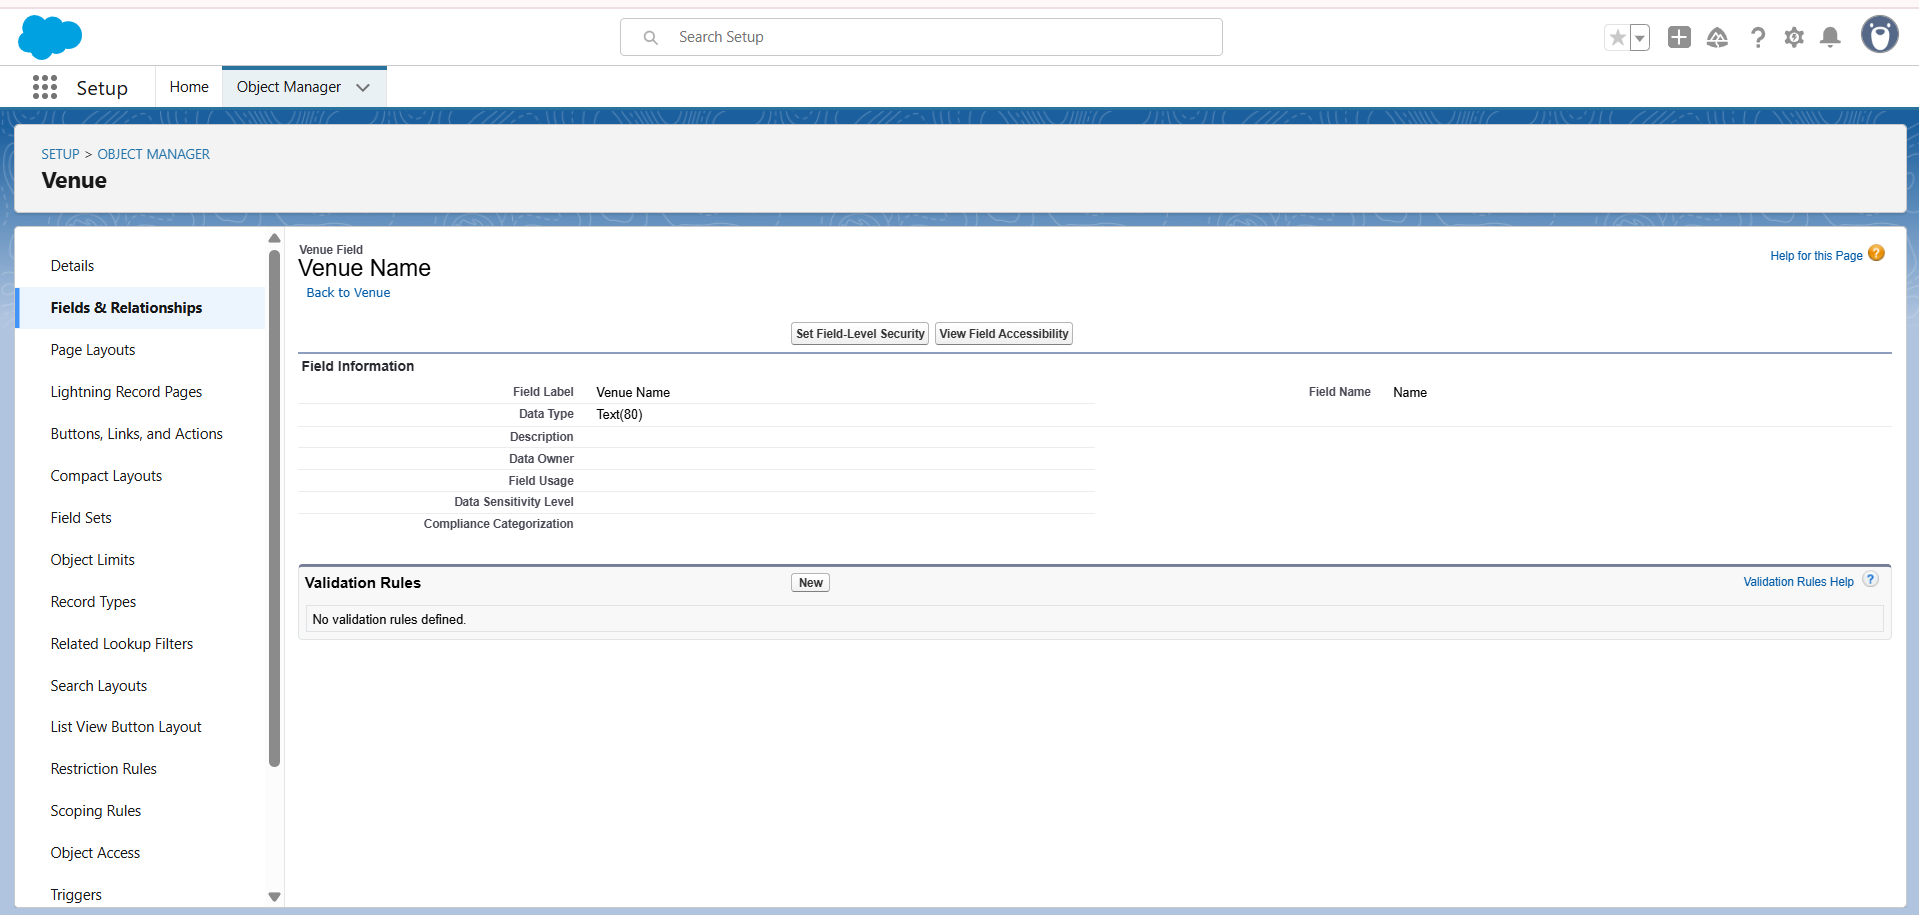 Search Setup
Setup
Home
Object Manager
SETUP > OBJECT MANAGER
Venue
Details
Fields & Relationships
Page Layouts
Lightning Record Pages
Buttons, Links, and Actions
Compact Layouts
Field Sets
Object Limits
Record Types
Related Lookup Filters
Search Layouts
List View Button Layout
Restriction Rules
Scoping Rules
Object Access
Triggers
Venue Field
Venue Name
Back to Venue
Help for this Page ?
Set Field-Level Security View Field Accessibility
Field Information
Field Label Venue Name Field Name Name
Data Type Text(80)
Description
Data Owner
Field Usage
Data Sensitivity Level
Compliance Categorization
Validation Rules New Validation Rules Help ?
No validation rules defined.